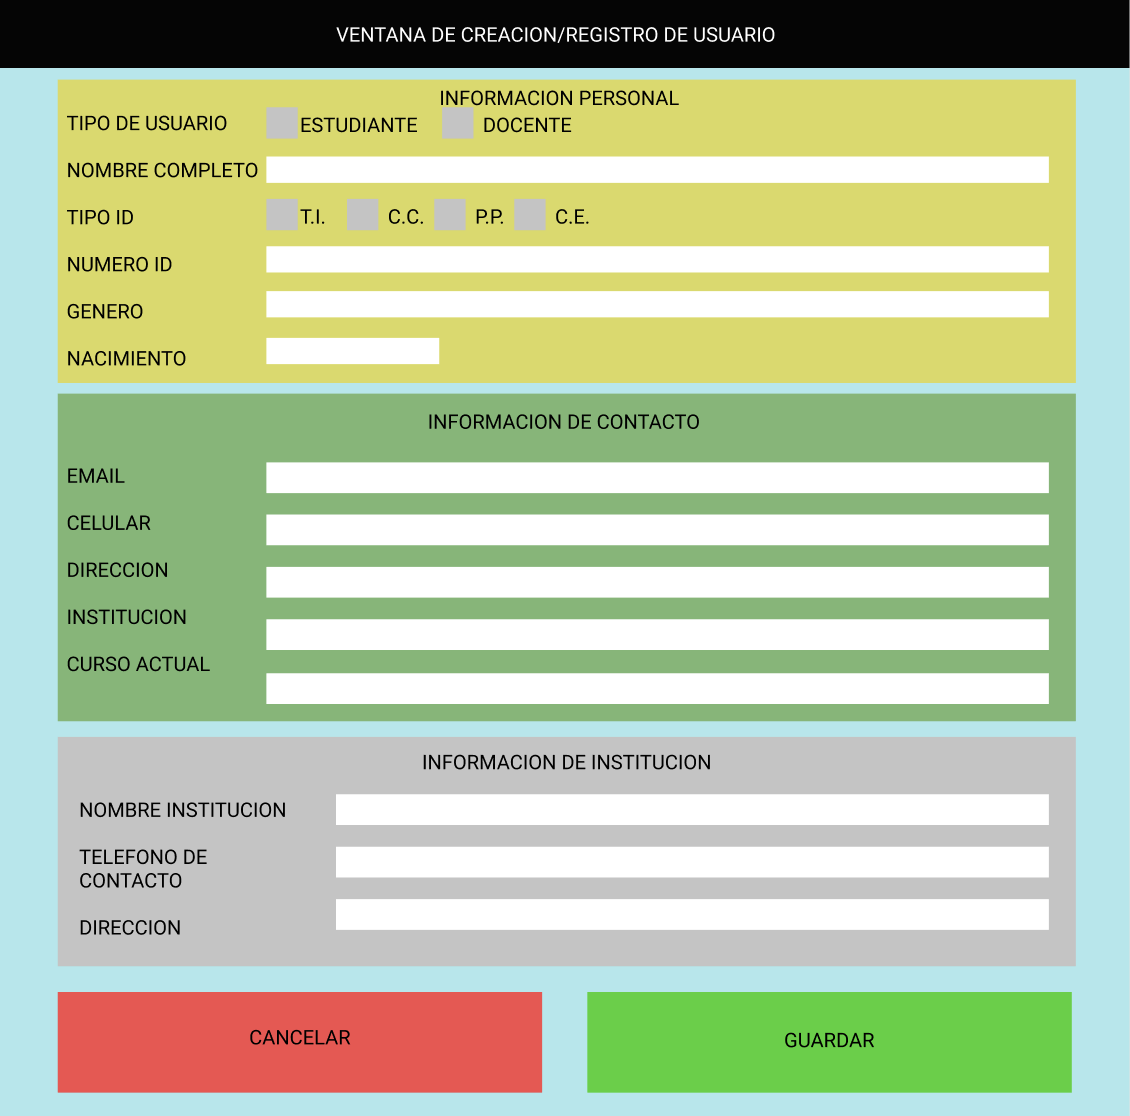 VENTANA DE CREACION/REGISTRO DE USUARIO
INFORMACION PERSONAL
TIPO DE USUARIO ESTUDIANTE DOCENTE
NOMBRE COMPLETO
TIPO ID T.I. C.C. P.P. C.E.
NUMERO ID
GENERO
NACIMIENTO
INFORMACION DE CONTACTO
EMAIL
CELULAR
DIRECCION
INSTITUCION
CURSO ACTUAL
INFORMACION DE INSTITUCION
NOMBRE INSTITUCION
TELEFONO DE
CONTACTO
DIRECCION
CANCELAR GUARDAR